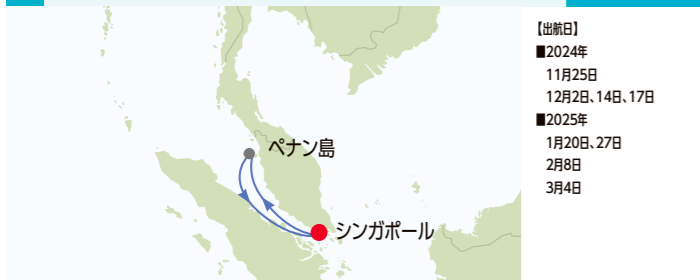 ペナン島
シンガポール
【出航日】
■2024年
11月25日
12月2日、14日、17日
■2025年
1月20日、27日
2月8日
3月4日